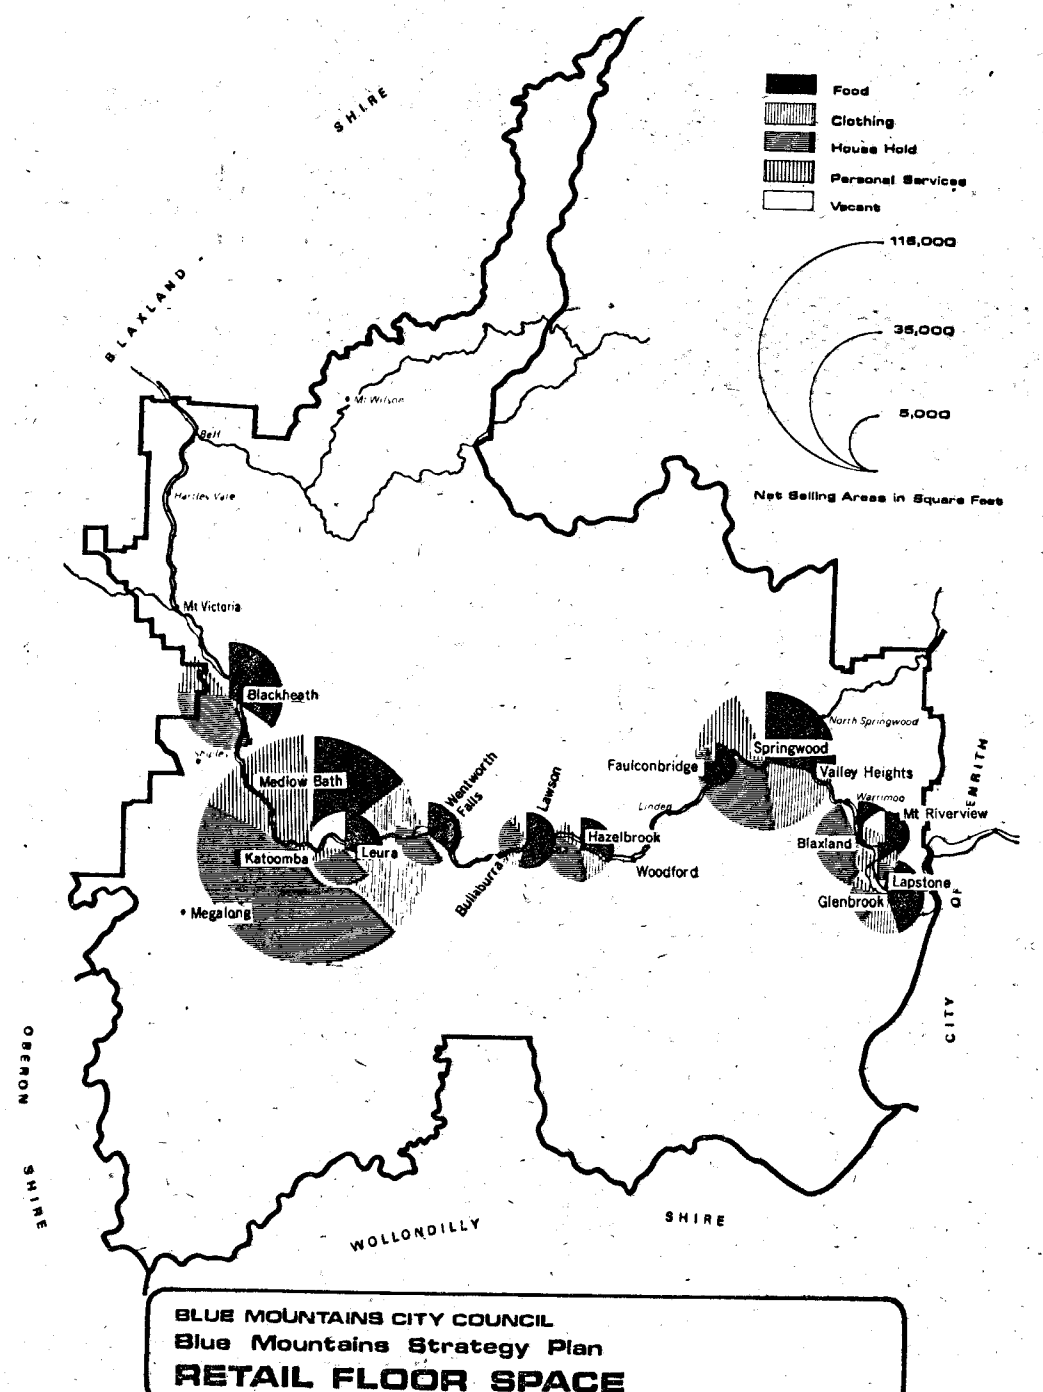 SHIRE
BLAXLAND
Food
Clothing
House Hold
Personal Services
Vacant
115,000
35,000
5,000
Net Selling Areas in Square Feet
Mt Wilson
Bell
Hartley Vale
Mt Victoria
Blackheath
Shipley
Medlow Bath
Katoomba
Leura
Megalong
Wentworth
Falls
Bullaburra
Lawson
Hazelbrook
Woodford
Linden
Faulconbridge
Springwood
North Springwood
Valley Heights
Warrimoo
Mt Riverview
Blaxland
Lapstone
Glenbrook
CITY
OF
ENRITH
OBERON
SHIRE
WOLLONDILLY
SHIRE
BLUE MOUNTAINS CITY COUNCIL
Blue Mountains Strategy Plan
RETAIL FLOOR SPACE